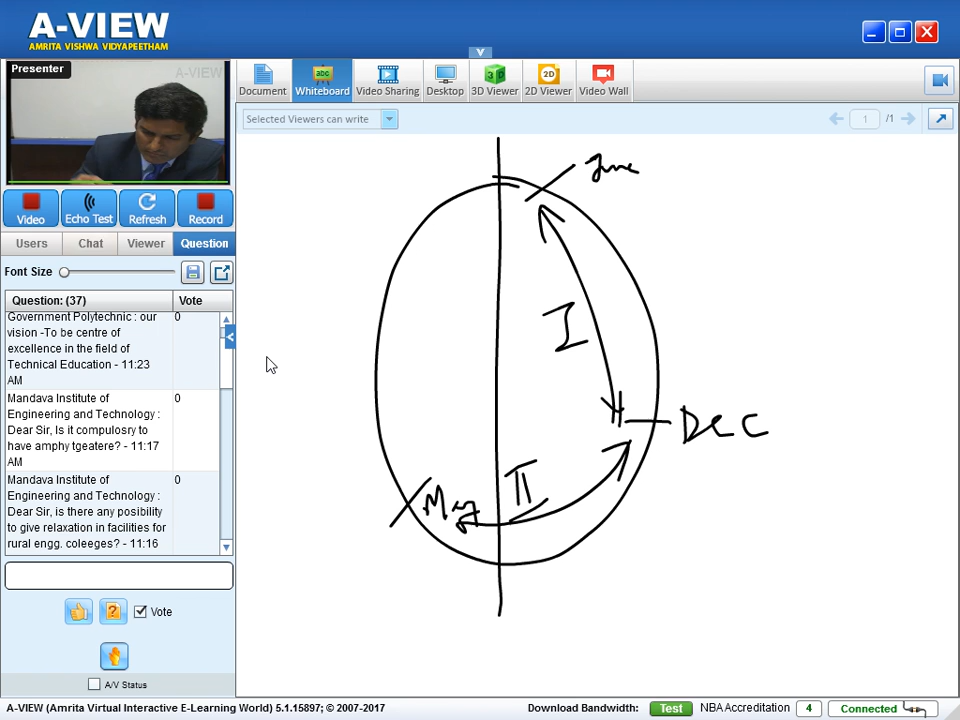 A-VIEW
AMRITA VISHWA VIDYAPEETHAM
Presenter
A-VIEW
Document
Whiteboard
Video Sharing
Desktop
3D Viewer
2D Viewer
Video Wall
Selected Viewers can write
1 /1
Video
Echo Test
Refresh
Record
Users
Chat
Viewer
Question
Font Size
Question: (37) Vote
Government Polytechnic : our 0
vision -To be centre of
excellence in the field of
Technical Education - 11:23
AM
Mandava Institute of 0
Engineering and Technology :
Dear Sir, Is it compulosry to
have amphy tgeatere? - 11:17
AM
Mandava Institute of 0
Engineering and Technology :
Dear Sir, is there any posibility
to give relaxation in facilities for
rural engg. coleeges? - 11:16
Vote
A/V Status
June
I
DEC
II
May
A-VIEW (Amrita Virtual Interactive E-Learning World) 5.1.15897; © 2007-2017
Download Bandwidth: Test NBA Accreditation 4 Connected